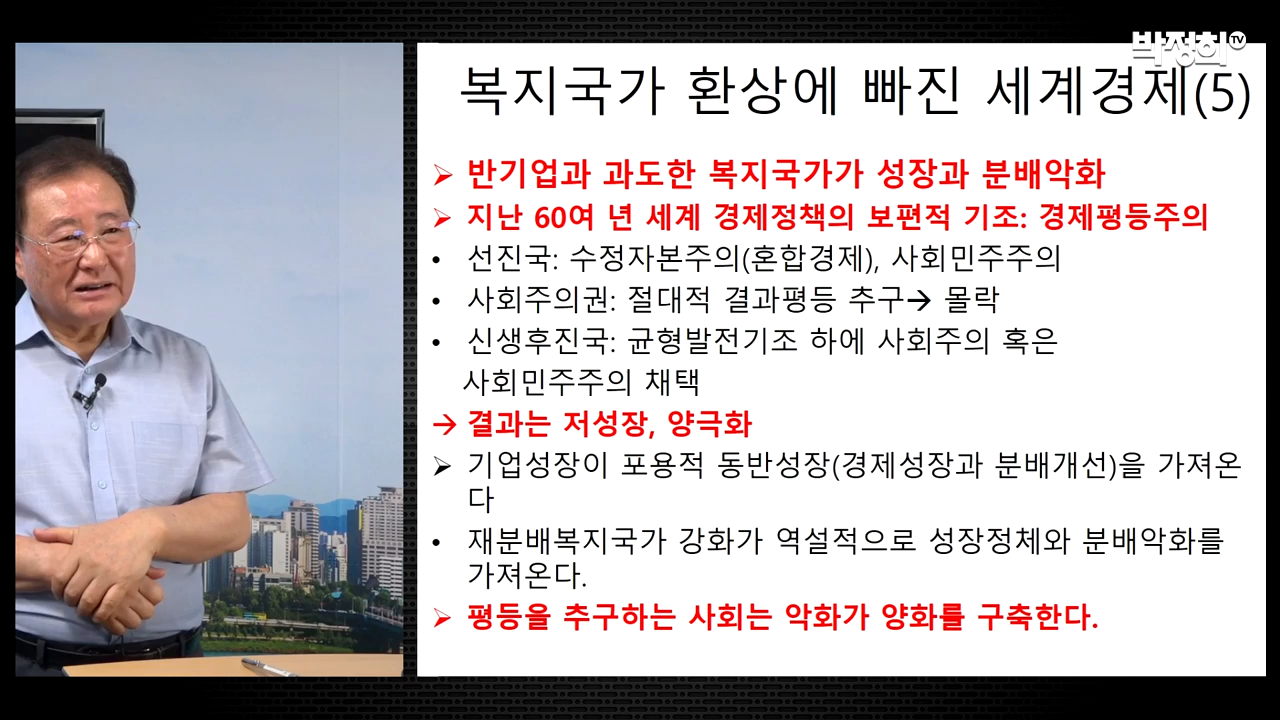 박정희TV
복지국가 환상에 빠진 세계경제(5)
➢ 반기업과 과도한 복지국가가 성장과 분배악화
➢ 지난 60여 년 세계 경제정책의 보편적 기조: 경제평등주의
• 선진국: 수정자본주의(혼합경제), 사회민주주의
• 사회주의권: 절대적 결과평등 추구→ 몰락
• 신생후진국: 균형발전기조 하에 사회주의 혹은
사회민주주의 채택
→ 결과는 저성장, 양극화
➢ 기업성장이 포용적 동반성장(경제성장과 분배개선)을 가져온
다
• 재분배복지국가 강화가 역설적으로 성장정체와 분배악화를
가져온다.
➢ 평등을 추구하는 사회는 악화가 양화를 구축한다.